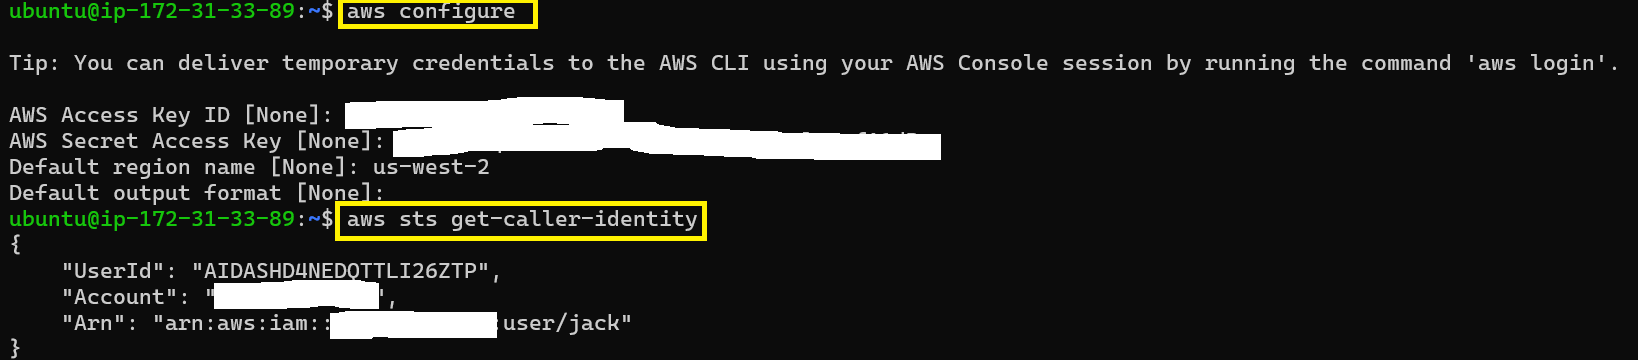 ubuntu@ip-172-31-33-89:~$ aws configure
Tip: You can deliver temporary credentials to the AWS CLI using your AWS Console session by running the command 'aws login'.
AWS Access Key ID [None]:
AWS Secret Access Key [None]:
Default region name [None]: us-west-2
Default output format [None]:
ubuntu@ip-172-31-33-89:~$ aws sts get-caller-identity
{
"UserId": "AIDASHD4NEDQTTLI26ZTP",
"Account": "",
"Arn": "arn:aws:iam:::user/jack"
}